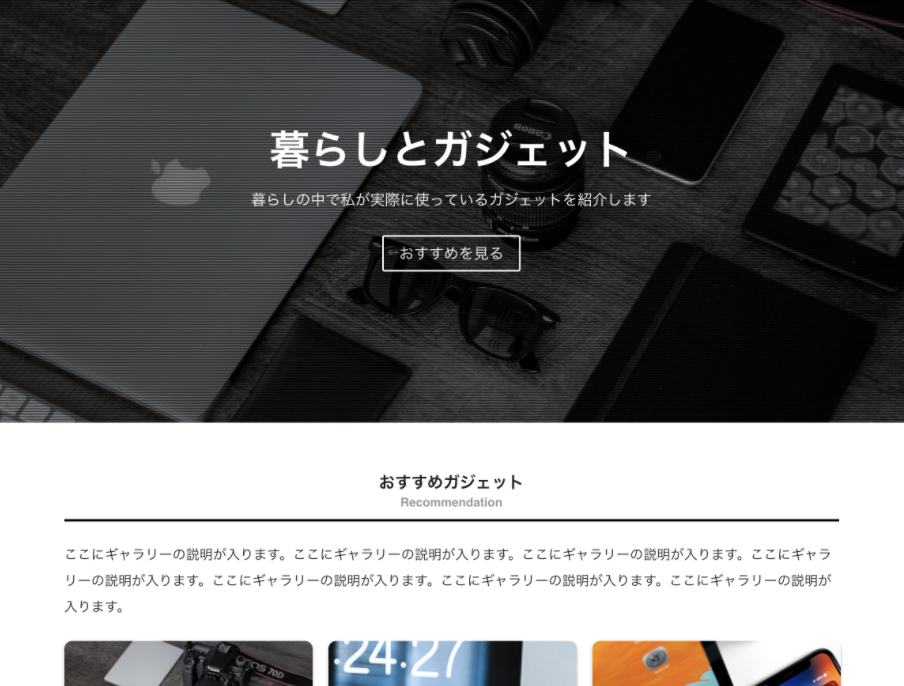 Canon
暮らしとガジェット
暮らしの中で私が実際に使っているガジェットを紹介します
おすすめを見る
おすすめガジェット
Recommendation
ここにギャラリーの説明が入ります。ここにギャラリーの説明が入ります。ここにギャラリーの説明が入ります。ここにギャラ
リーの説明が入ります。ここにギャラリーの説明が入ります。ここにギャラリーの説明が入ります。ここにギャラリーの説明が
入ります。
EOS 70D
:24:27